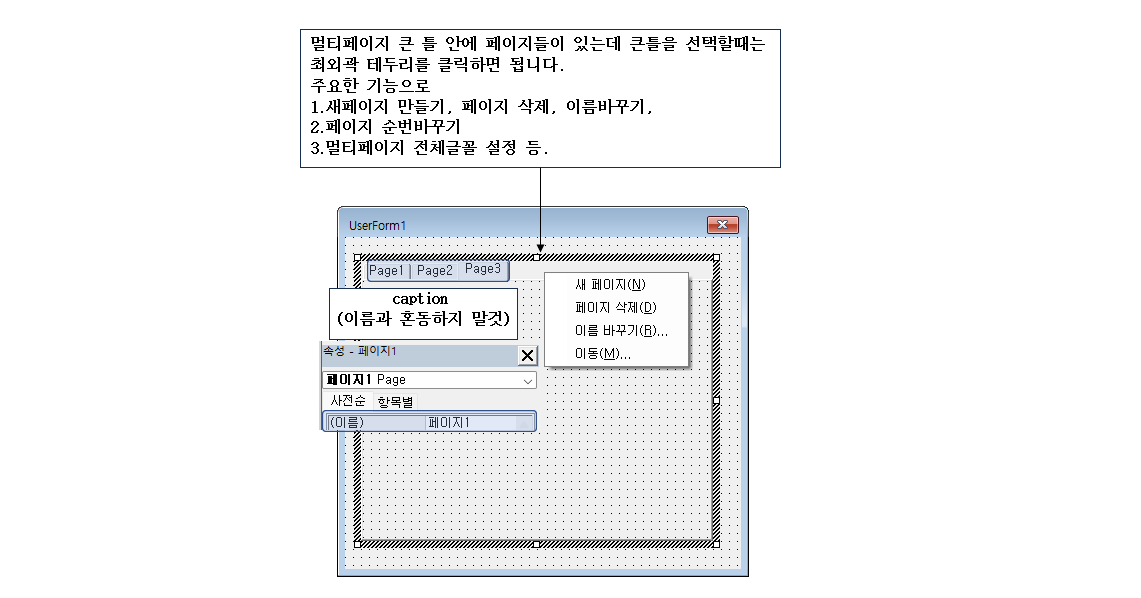 멀티페이지 큰 틀 안에 페이지들이 있는데 큰틀을 선택할때는
최외곽 테두리를 클릭하면 됩니다.
주요한 기능으로
1.새페이지 만들기, 페이지 삭제, 이름바꾸기,
2.페이지 순번바꾸기
3.멀티페이지 전체글꼴 설정 등.
UserForm1
Page1 Page2 Page3
새 페이지(N)
페이지 삭제(D)
이름 바꾸기(R)...
이동(M)...
caption
(이름과 혼동하지 말것)
속성 - 페이지1
페이지1 Page
사전순 항목별
(이름) 페이지1